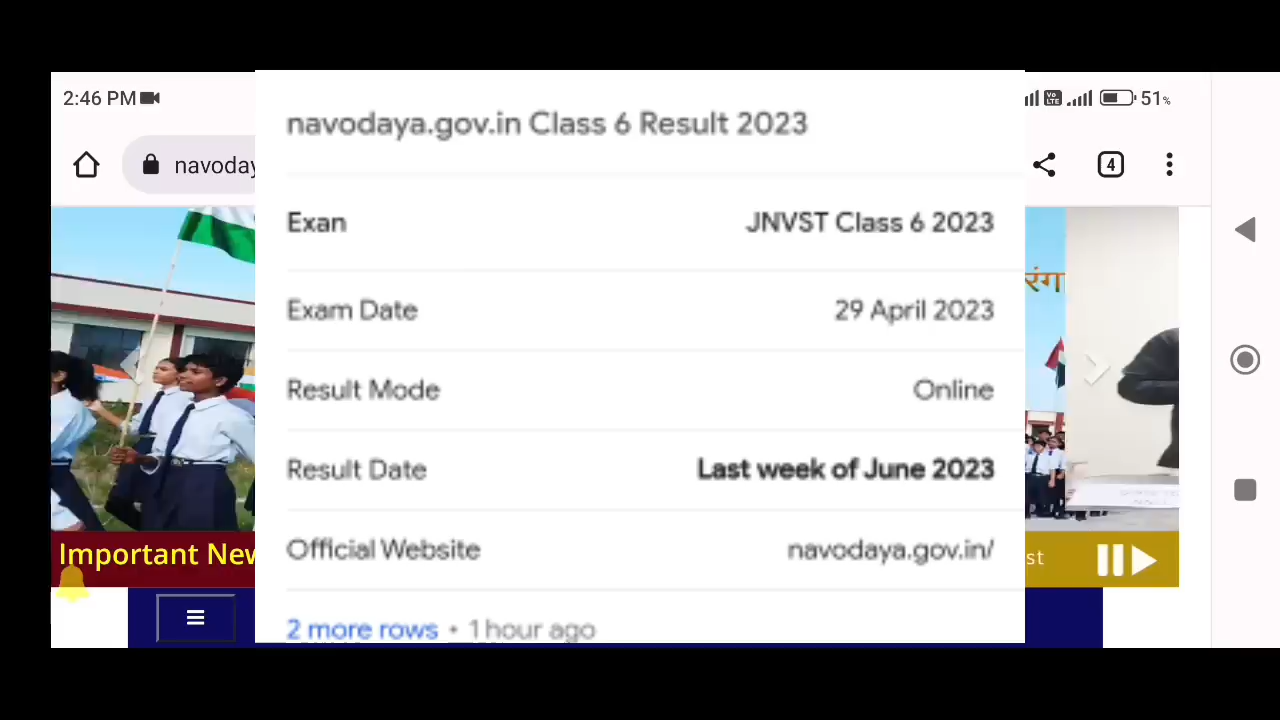 2:46 PM
Vo LTE 51%
navoday
4
navodaya.gov.in Class 6 Result 2023
Exan JNVST Class 6 2023
Exam Date 29 April 2023
Result Mode Online
Result Date Last week of June 2023
Official Website navodaya.gov.in/
2 more rows • 1 hour ago
रंग
Important New
st